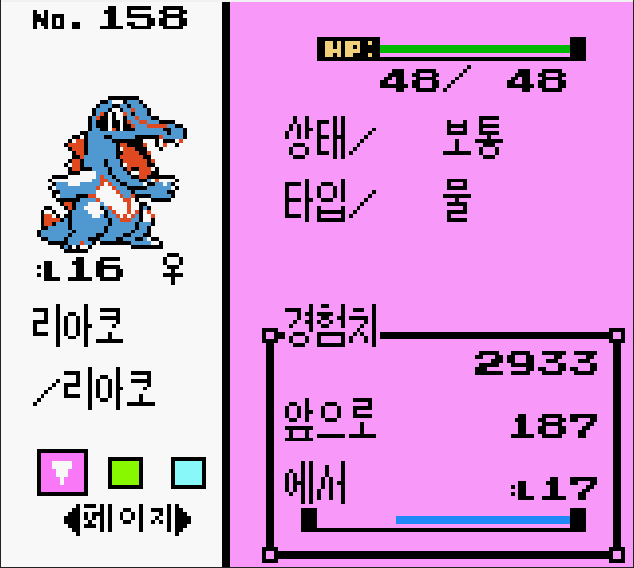 No. 158
:L16 ♀
리아코
/리아코
◀페이지▶
HP:
48/ 48
상태/ 보통
타입/ 물
경험치
2933
앞으로 187
에서 :L17